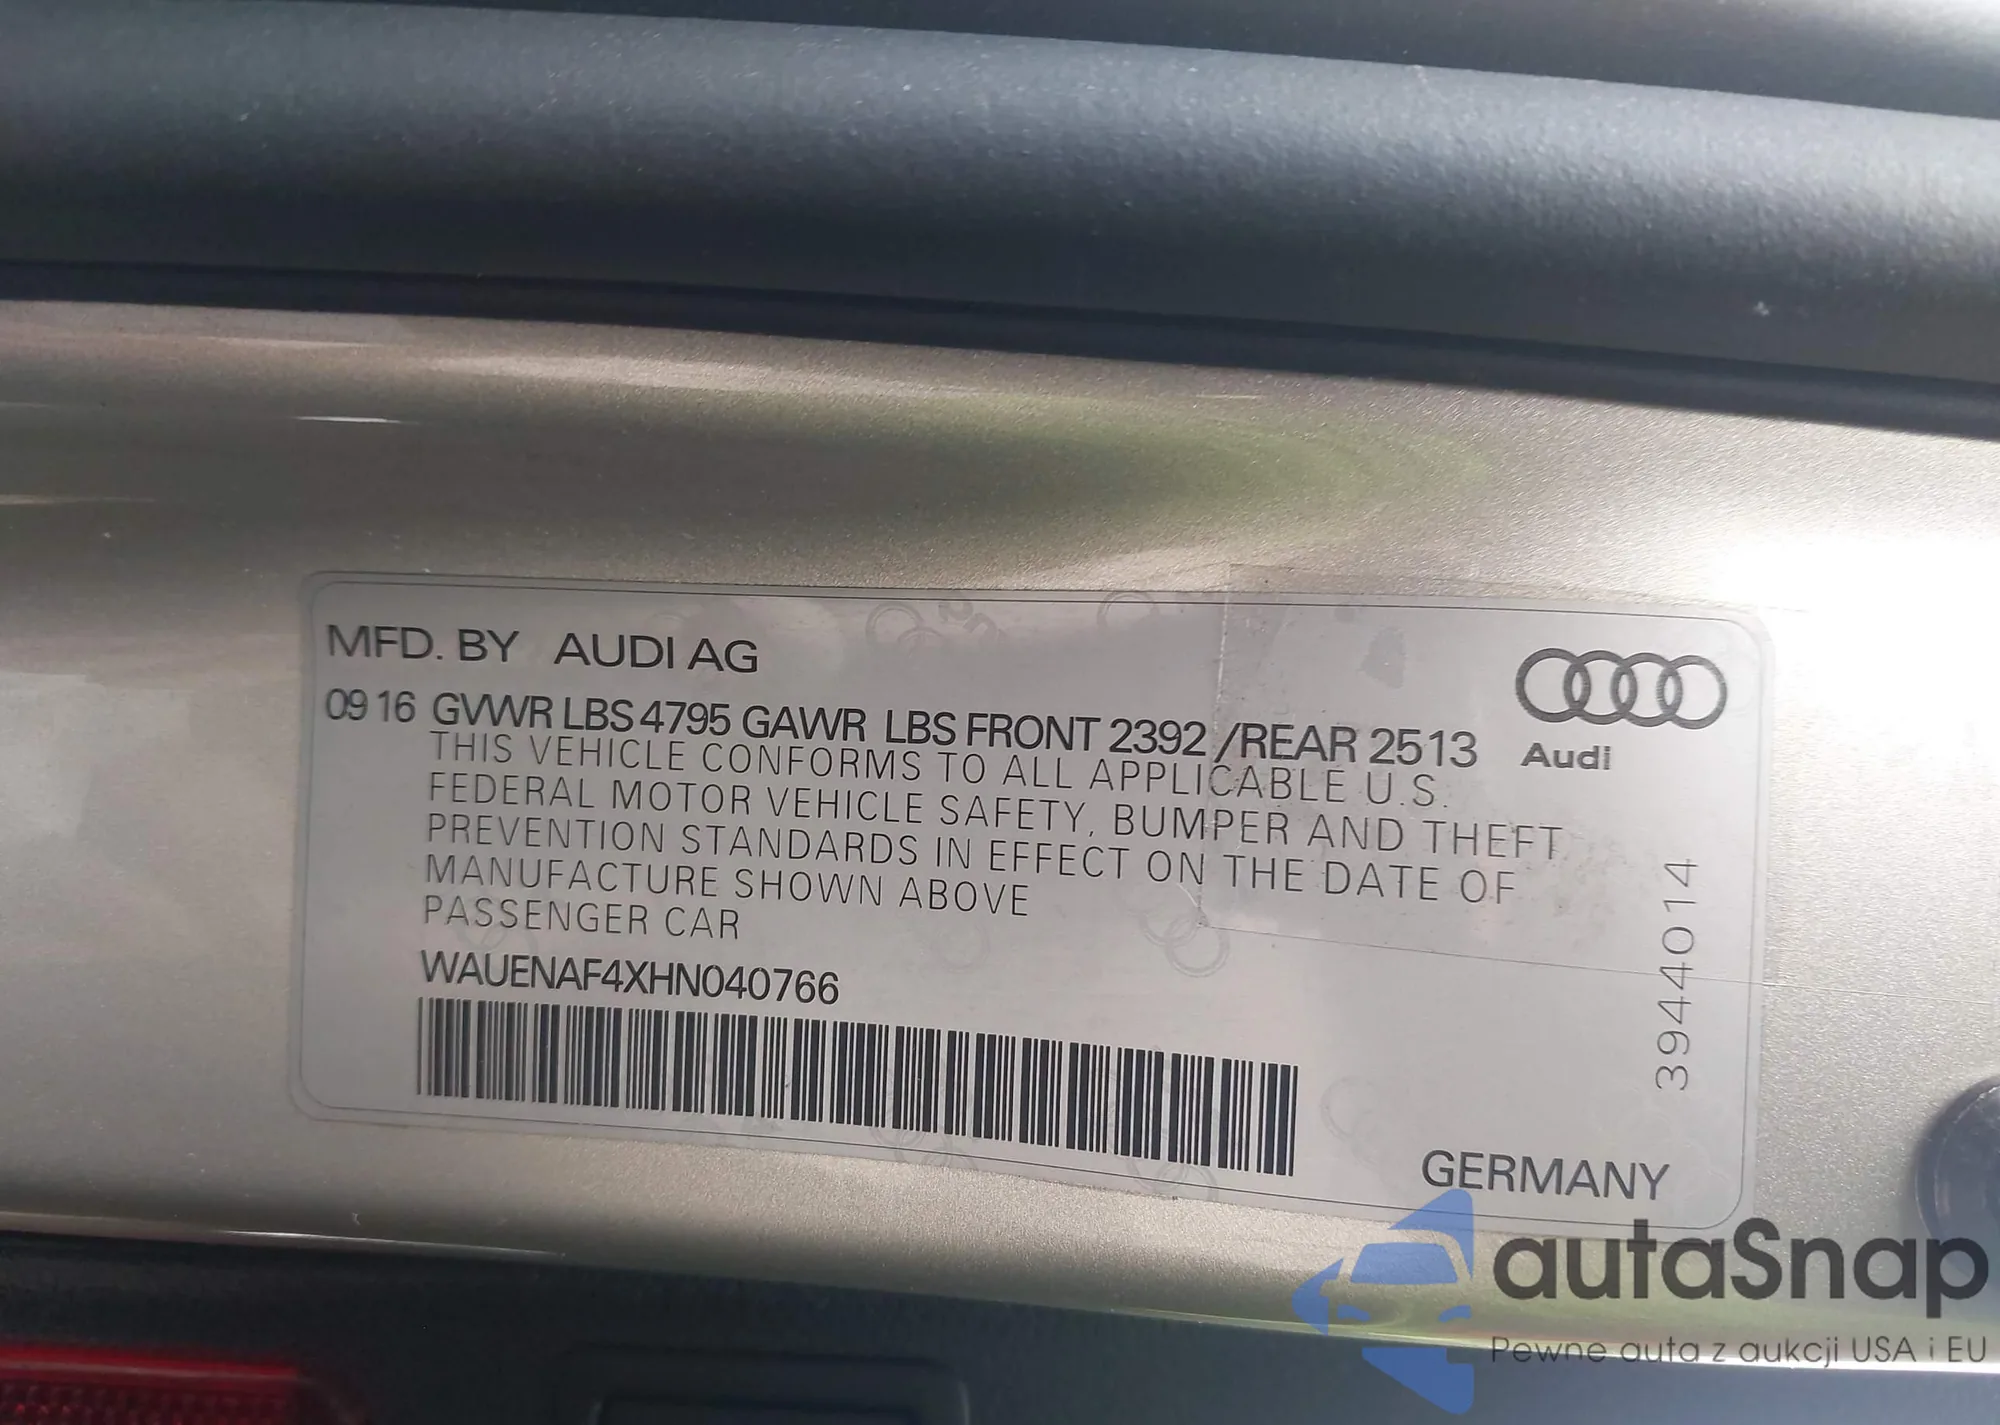 MFD. BY AUDI AG
09 16 GVWR LBS 4795 GAWR LBS FRONT 2392 /REAR 2513
THIS VEHICLE CONFORMS TO ALL APPLICABLE U.S.
FEDERAL MOTOR VEHICLE SAFETY, BUMPER AND THEFT
PREVENTION STANDARDS IN EFFECT ON THE DATE OF
MANUFACTURE SHOWN ABOVE
PASSENGER CAR
WAUENAF4XHN040766
Audi
3944014
GERMANY
autaSnap
Pewne auta z aukcji USA i EU